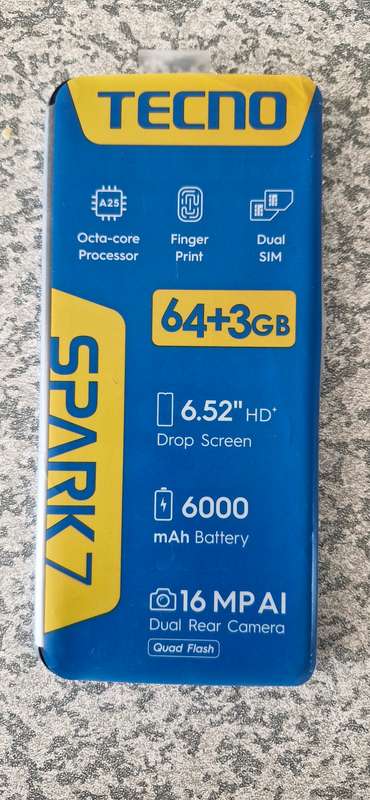 TECNO
A25
Octa-core
Processor
Finger
Print
Dual
SIM
64+3GB
SPARK7
6.52" HD+
Drop Screen
6000
mAh Battery
16 MP AI
Dual Rear Camera
Quad Flash